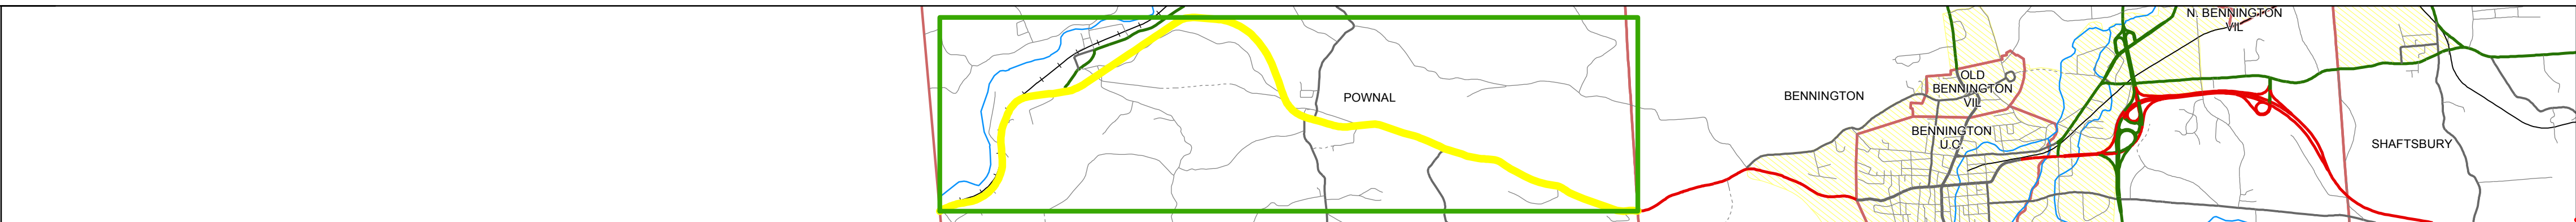 POWNAL
BENNINGTON
OLD
BENNINGTON
VIL
BENNINGTON
U.C.
N. BENNINGTON
VIL
SHAFTSBURY